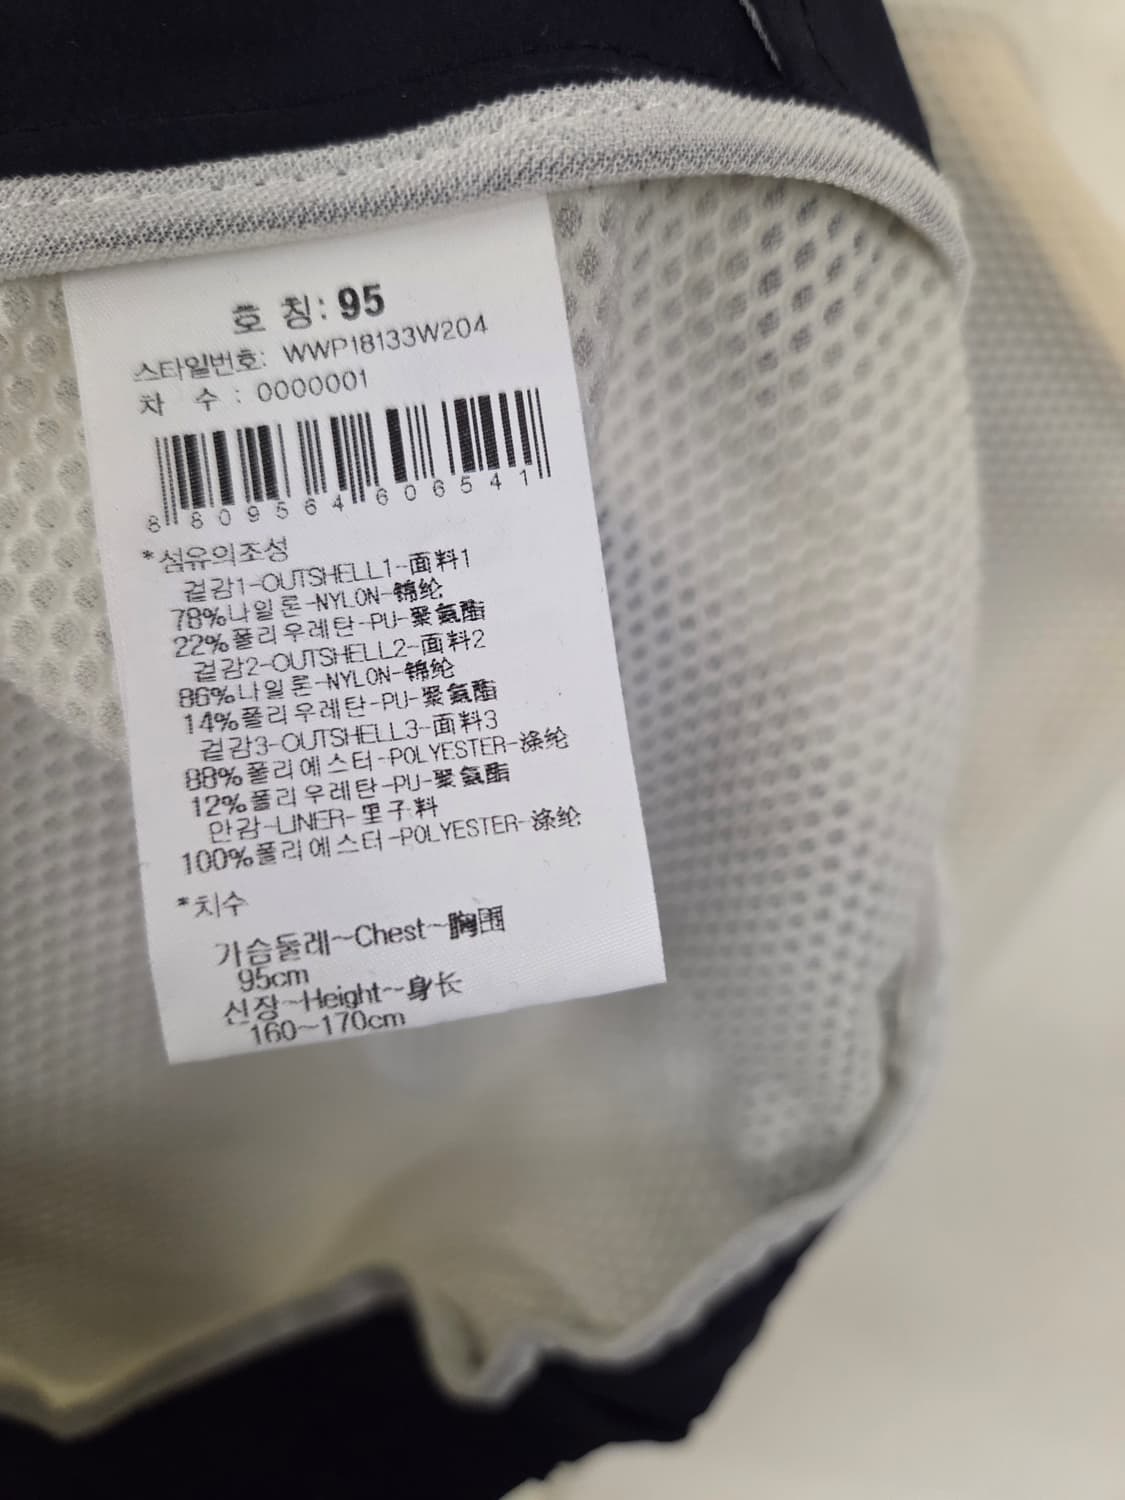 호 칭: 95
스타일번호: WWP18133W204
차 수 : 0000001
8 809564 606541
*섬유의조성
겉감1-OUTSHELL1-面料1
78%나일론-NYLON-锦纶
22%폴리우레탄-PU-聚氨酯
겉감2-OUTSHELL2-面料2
86%나일론-NYLON-锦纶
14%폴리우레탄-PU-聚氨酯
겉감3-OUTSHELL3-面料3
88%폴리에스터-POLYESTER-涤纶
12%폴리우레탄-PU-聚氨酯
안감-LINER-里子料
100%폴리에스터-POLYESTER-涤纶
*치수
가슴둘레~Chest~胸围
95cm
신장~Height~身长
160~170cm